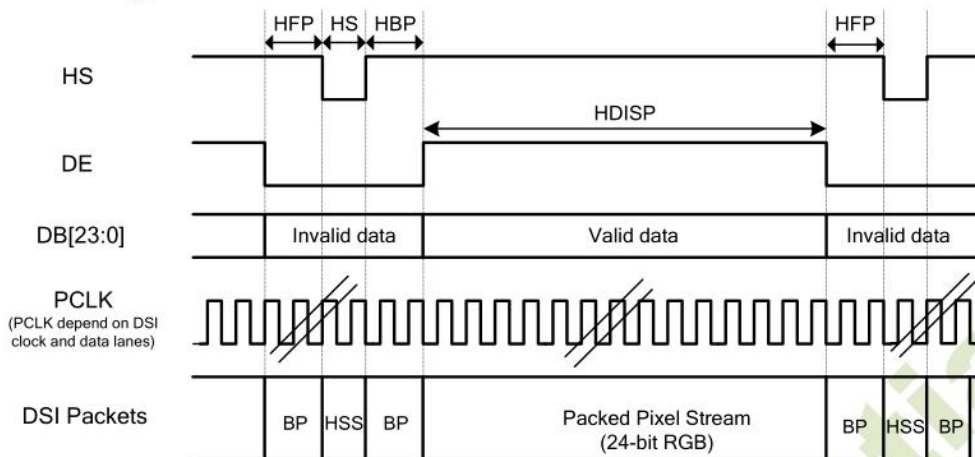 HFP HS HBP HFP
HS
HDISP
DE
DB[23:0] Invalid data Valid data Invalid data
PCLK
(PCLK depend on DSI
clock and data lanes)
DSI Packets BP HSS BP Packed Pixel Stream BP HSS BP
(24-bit RGB)